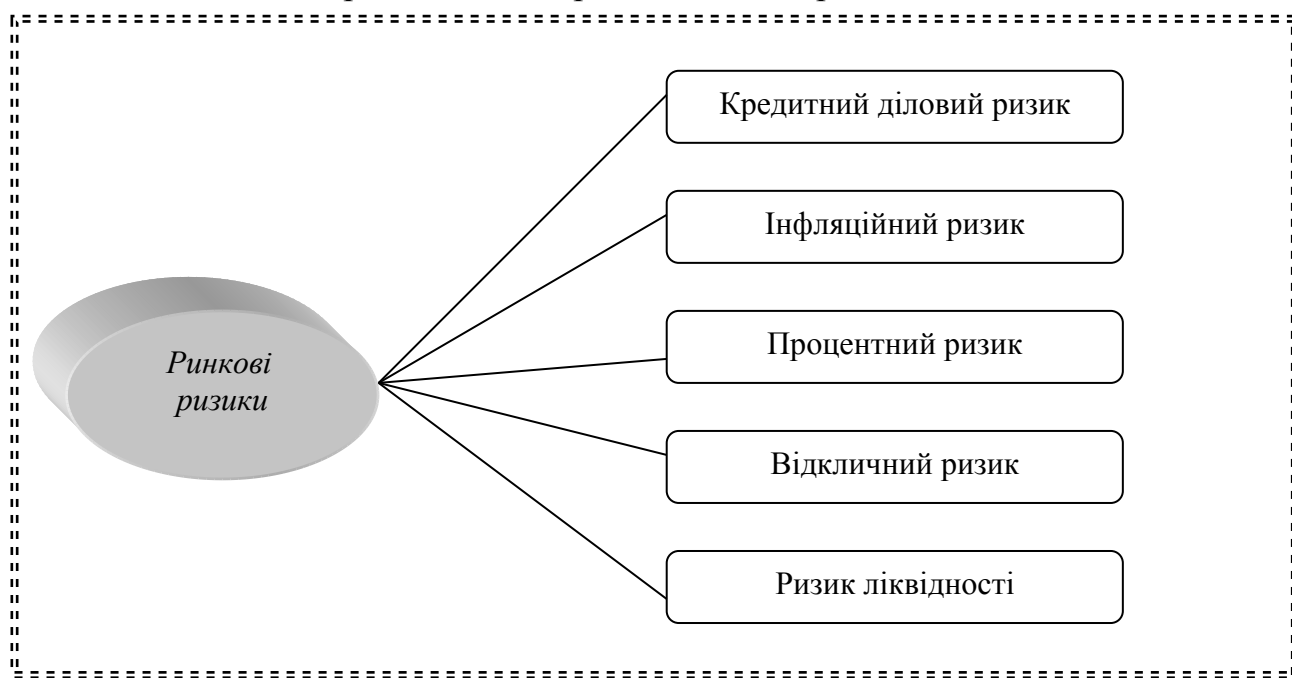 Ринкові
ризики
Кредитний діловий ризик
Інфляційний ризик
Процентний ризик
Відкличний ризик
Ризик ліквідності